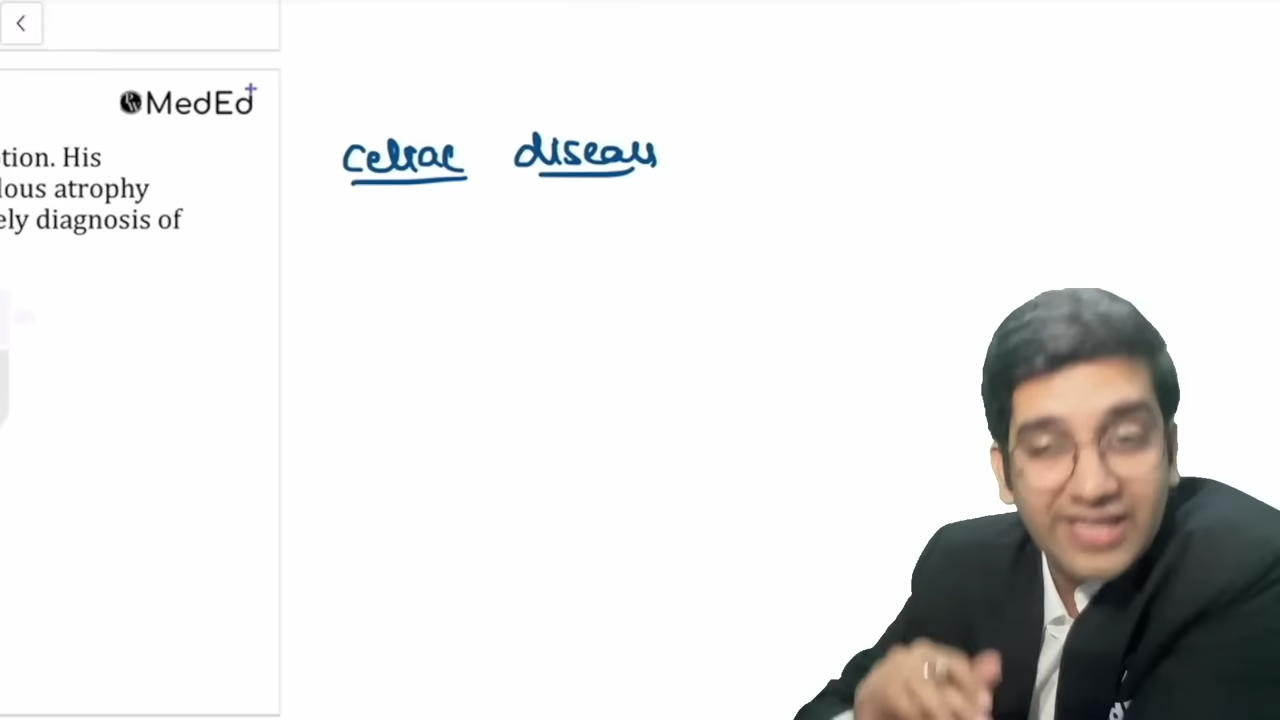 MedEd+
tion. His
celiac disease
lous atrophy
ely diagnosis of